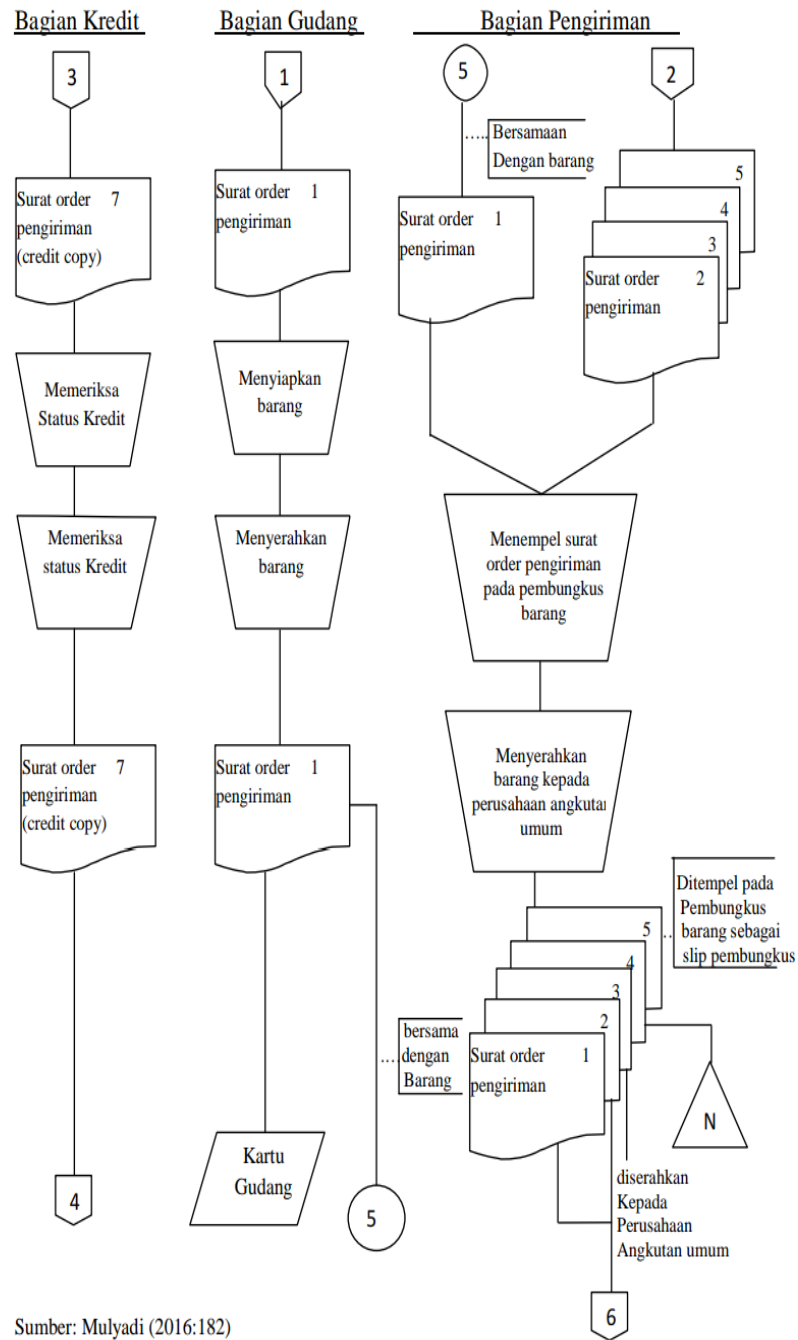 Bagian Kredit
Bagian Gudang
Bagian Pengiriman
3
1
5
2
Surat order 7
pengiriman
(credit copy)
Memeriksa
Status Kredit
Memeriksa
status Kredit
Surat order 7
pengiriman
(credit copy)
4
Surat order 1
pengiriman
Menyiapkan
barang
Menyerahkan
barang
Surat order 1
pengiriman
bersama
dengan
Barang
Kartu
Gudang
5
Bersamaan
Dengan barang
Surat order 1
pengiriman
5
4
3
Surat order 2
pengiriman
Menempel surat
order pengiriman
pada pembungkus
barang
Menyerahkan
barang kepada
perusahaan angkutan
umum
Ditempel pada
Pembungkus
barang sebagai
slip pembungkus
5
4
3
2
Surat order 1
pengiriman
N
diserahkan
Kepada
Perusahaan
Angkutan umum
6
Sumber: Mulyadi (2016:182)